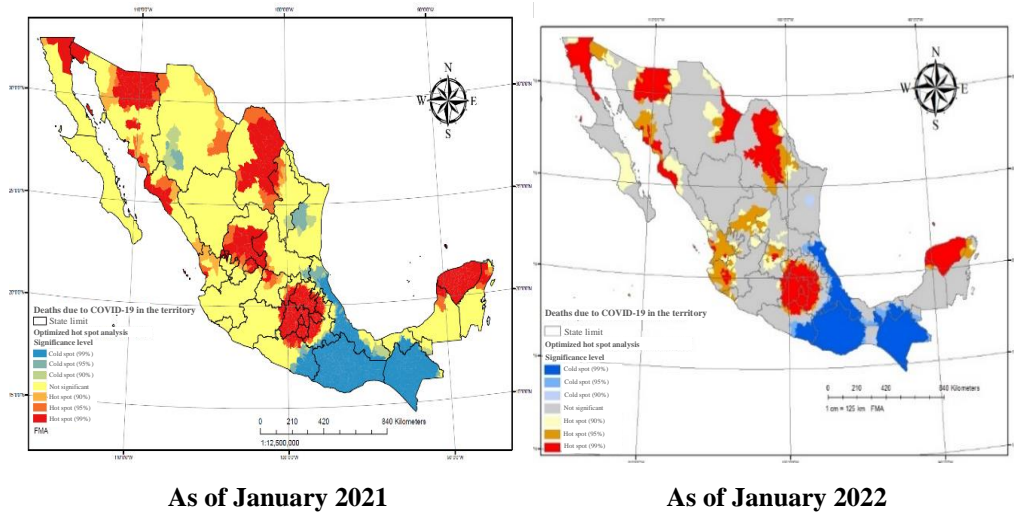 N
W E
S
Deaths due to COVID-19 in the territory
State limit
Optimized hot spot analysis
Significance level
Cold spot (99%)
Cold spot (95%)
Cold spot (90%)
Not significant
Hot spot (90%)
Hot spot (95%)
Hot spot (99%)
FMA
0 210 420 840 Kilometers
1:12,500,000
As of January 2021
N
W E
S
Deaths due to COVID-19 in the territory
State limit
Optimized hot spot analysis
Significance level
Cold spot (99%)
Cold spot (95%)
Cold spot (90%)
Not significant
Hot spot (90%)
Hot spot (95%)
Hot spot (99%)
0 210 420 840 Kilometers
1 cm = 125 km FMA
As of January 2022